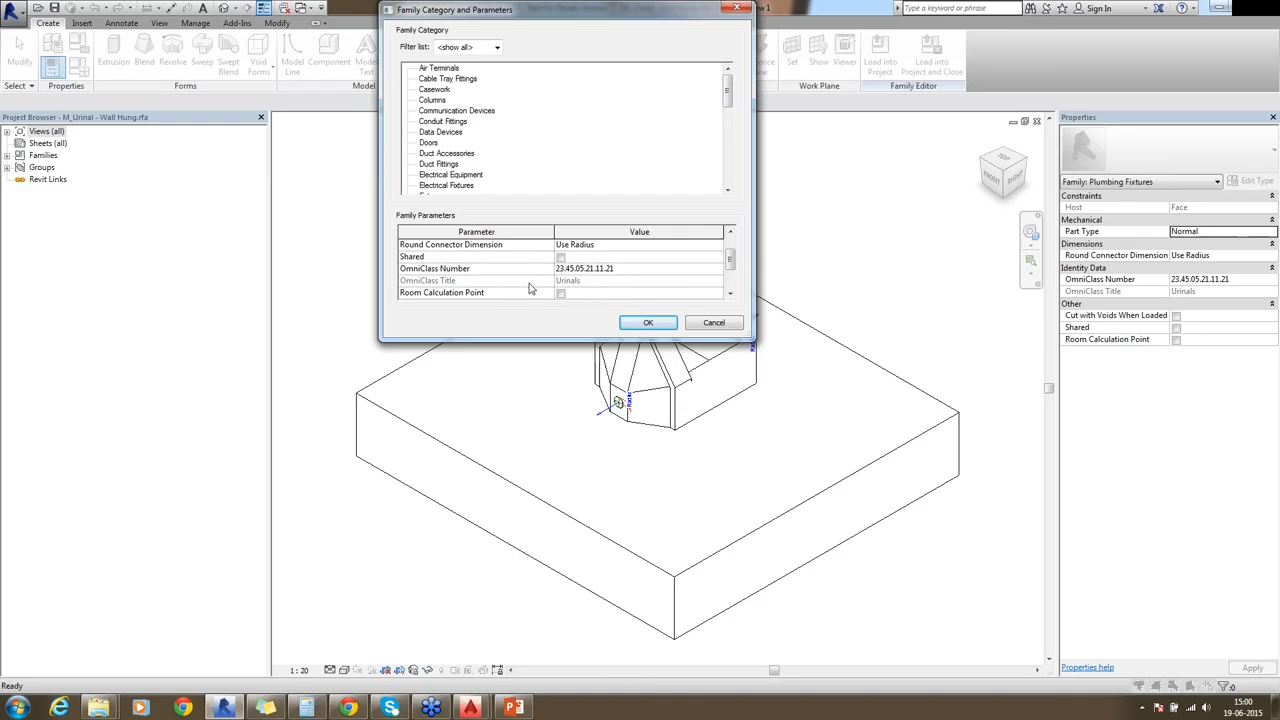 Family Category and Parameters
Type a keyword or phrase
Sign In
Create
Insert
Annotate
View
Manage
Add-Ins
Modify
Modify
Extrusion
Blend
Revolve
Sweep
Swept
Blend
Void
Forms
Model
Line
Component
Model
Text
Set
Show
Viewer
Load into
Project
Load into
Project and Close
Select
Properties
Forms
Model
Work Plane
Family Editor
Family Category
Filter list:
<show all>
Air Terminals
Cable Tray Fittings
Casework
Columns
Communication Devices
Conduit Fittings
Data Devices
Doors
Duct Accessories
Duct Fittings
Electrical Equipment
Electrical Fixtures
Family Parameters
Parameter
Value
Round Connector Dimension
Use Radius
Shared
OmniClass Number
23.45.05.21.11.21
OmniClass Title
Urinals
Room Calculation Point
OK
Cancel
Project Browser - M_Urinal - Wall Hung.rfa
Views (all)
Sheets (all)
Families
Groups
Revit Links
TOP
FRONT
RIGHT
Properties
Family: Plumbing Fixtures
Edit Type
Constraints
Host
Face
Mechanical
Part Type
Normal
Dimensions
Round Connector Dimension
Use Radius
Identity Data
OmniClass Number
23.45.05.21.11.21
OmniClass Title
Urinals
Other
Cut with Voids When Loaded
Shared
Room Calculation Point
Properties help
Apply
1 : 20
Ready
:0
15:00
19-06-2015